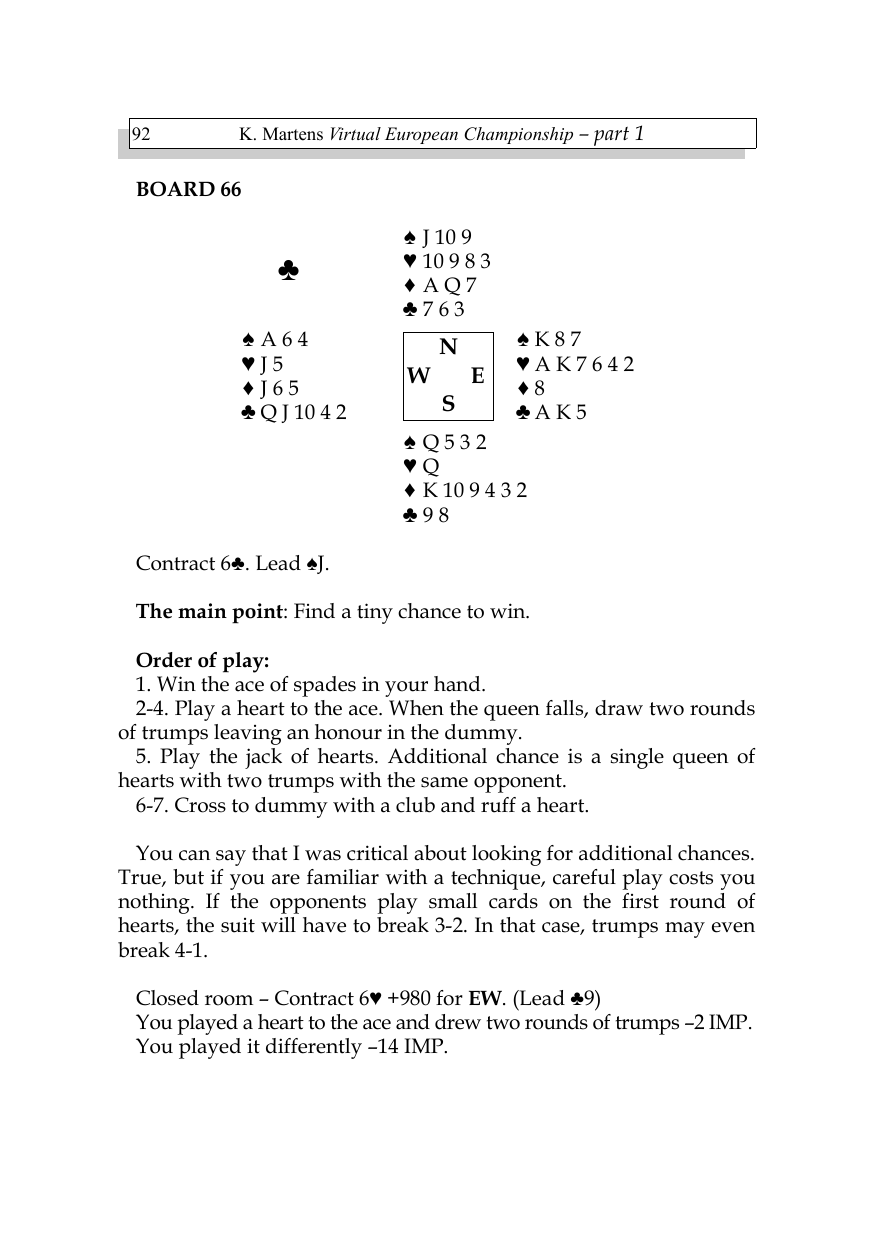 92 K. Martens Virtual European Championship – part 1
BOARD 66
♠ J 10 9
♥ 10 9 8 3
♦ A Q 7
♣ 7 6 3
♣
♠ A 6 4
♥ J 5
♦ J 6 5
♣ Q J 10 4 2
N
W E
S
♠ K 8 7
♥ A K 7 6 4 2
♦ 8
♣ A K 5
♠ Q 5 3 2
♥ Q
♦ K 10 9 4 3 2
♣ 9 8
Contract 6♣. Lead ♠J.
The main point: Find a tiny chance to win.
Order of play:
1. Win the ace of spades in your hand.
2-4. Play a heart to the ace. When the queen falls, draw two rounds
of trumps leaving an honour in the dummy.
5. Play the jack of hearts. Additional chance is a single queen of
hearts with two trumps with the same opponent.
6-7. Cross to dummy with a club and ruff a heart.
You can say that I was critical about looking for additional chances.
True, but if you are familiar with a technique, careful play costs you
nothing. If the opponents play small cards on the first round of
hearts, the suit will have to break 3-2. In that case, trumps may even
break 4-1.
Closed room – Contract 6♥ +980 for EW. (Lead ♣9)
You played a heart to the ace and drew two rounds of trumps –2 IMP.
You played it differently –14 IMP.